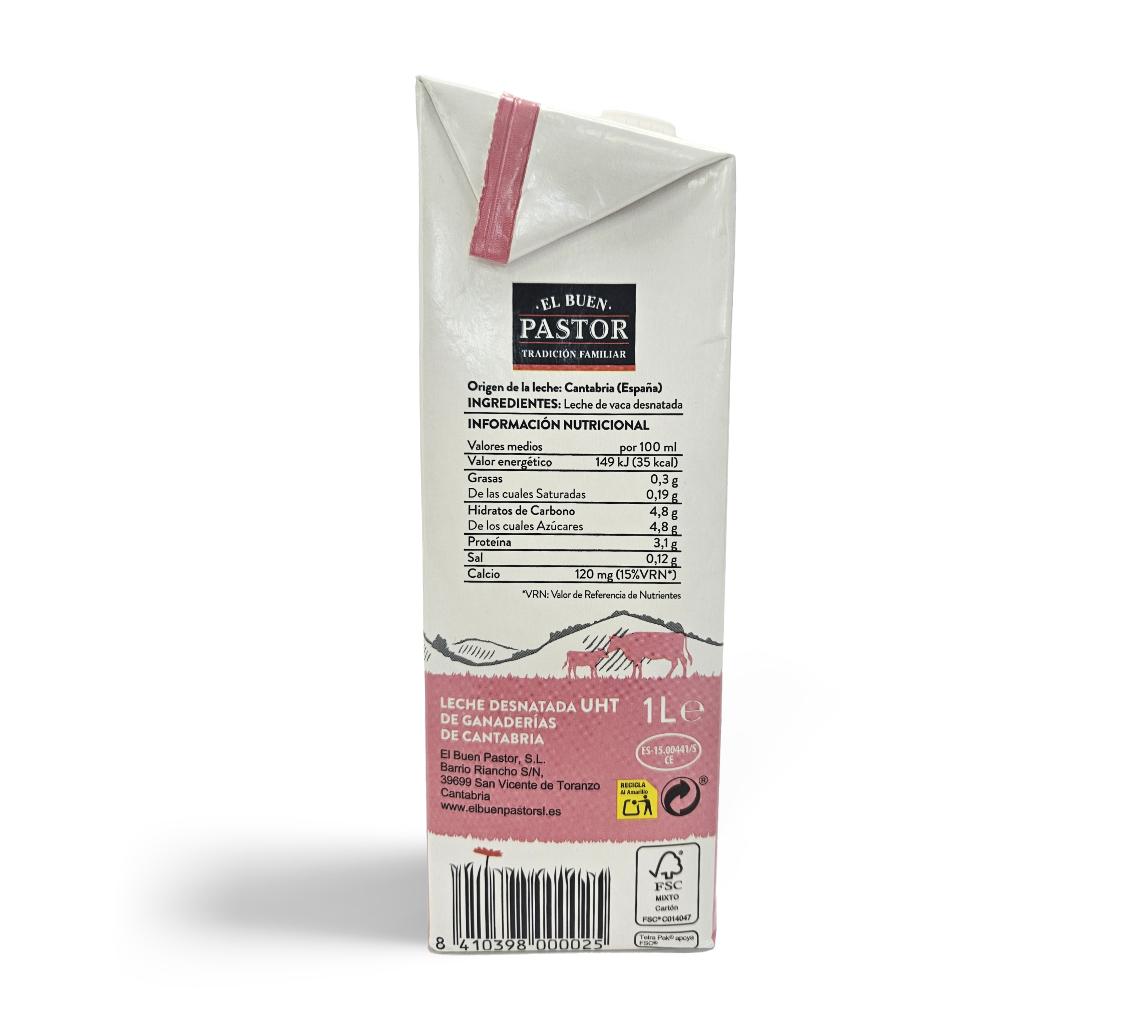 ·EL BUEN·
PASTOR
TRADICIÓN FAMILIAR
Origen de la leche: Cantabria (España)
INGREDIENTES: Leche de vaca desnatada
INFORMACIÓN NUTRICIONAL
Valores medios por 100 ml
Valor energético 149 kJ (35 kcal)
Grasas 0,3 g
De las cuales Saturadas 0,19 g
Hidratos de Carbono 4,8 g
De los cuales Azúcares 4,8 g
Proteína 3,1 g
Sal 0,12 g
Calcio 120 mg (15%VRN*)
*VRN: Valor de Referencia de Nutrientes
LECHE DESNATADA UHT
DE GANADERÍAS
DE CANTABRIA
1L℮
ES-15.00441/S
CE
El Buen Pastor, S.L.
Barrio Riancho S/N,
39699 San Vicente de Toranzo
Cantabria
www.elbuenpastorsl.es
RECICLA
Al Amarillo
®
FSC
MIXTO
Cartón
FSC® C014047
Tetra Pak® apoya
FSC®
8 410398 000025